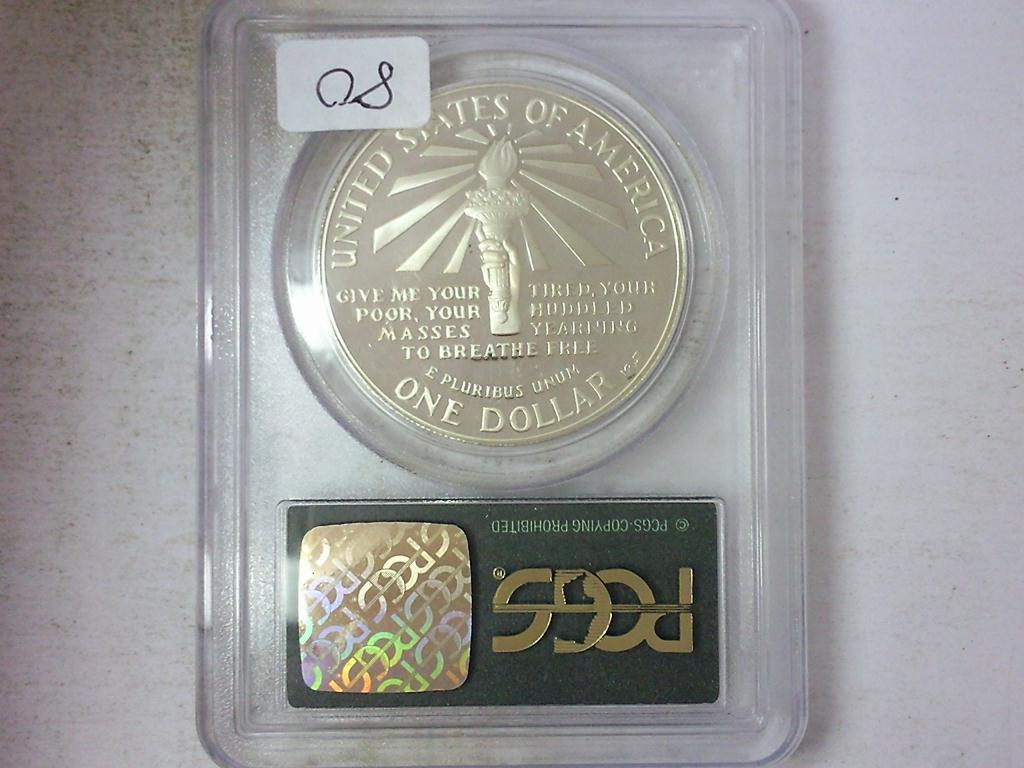 08
UNITED STATES OF AMERICA
GIVE ME YOUR TIRED, YOUR
POOR, YOUR HUDDLED
MASSES YEARNING
TO BREATHE FREE
E PLURIBUS UNUM
ONE DOLLAR
© PCGS-COPYING PROHIBITED
PCGS®